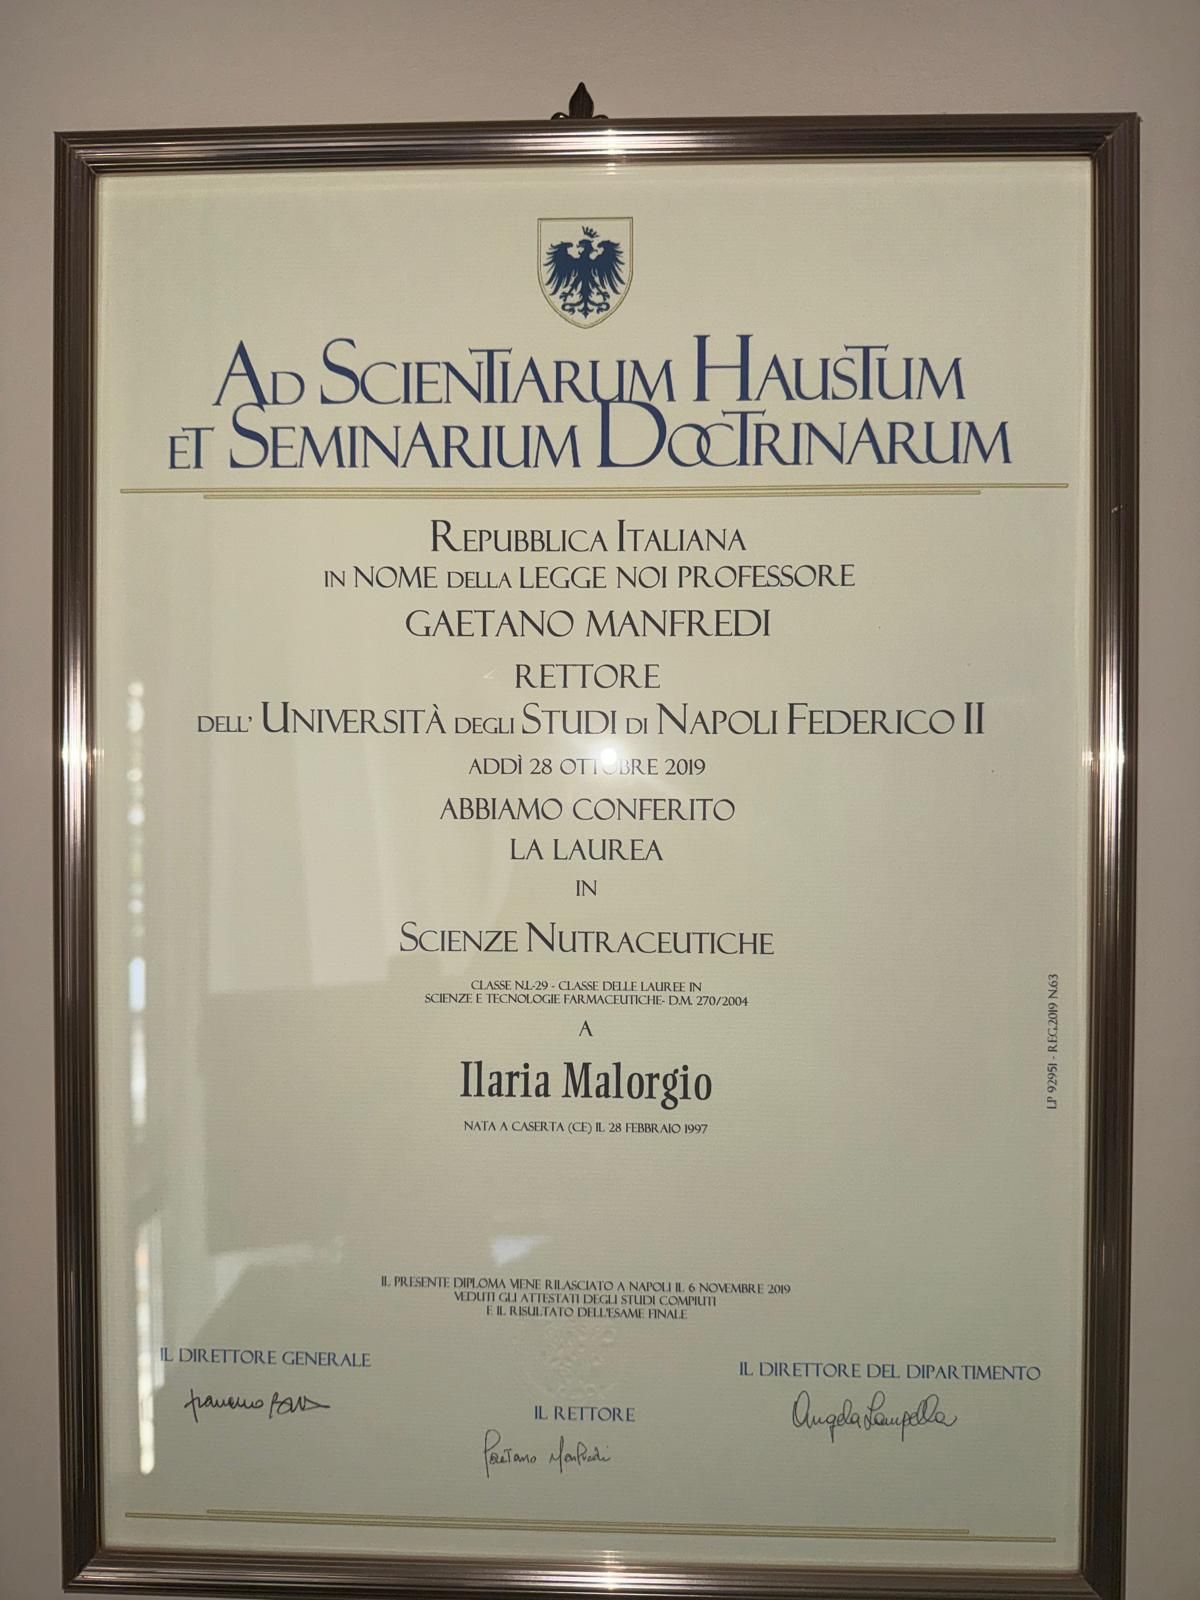 AD SCIENTIARUM HAUSTUM
ET SEMINARIUM DOCTRINARUM
REPUBBLICA ITALIANA
IN NOME DELLA LEGGE NOI PROFESSORE
GAETANO MANFREDI
RETTORE
DELL' UNIVERSITÀ DEGLI STUDI DI NAPOLI FEDERICO II
ADDÌ 28 OTTOBRE 2019
ABBIAMO CONFERITO
LA LAUREA
IN
SCIENZE NUTRACEUTICHE
CLASSE N.L-29 - CLASSE DELLE LAUREE IN
SCIENZE E TECNOLOGIE FARMACEUTICHE- D.M. 270/2004
A
Ilaria Malorgio
NATA A CASERTA (CE) IL 28 FEBBRAIO 1997
LP 92951 - REG.2019 N.63
IL PRESENTE DIPLOMA VIENE RILASCIATO A NAPOLI IL 6 NOVEMBRE 2019
VEDUTI GLI ATTESTATI DEGLI STUDI COMPIUTI
E IL RISULTATO DELL'ESAME FINALE
IL DIRETTORE GENERALE
IL DIRETTORE DEL DIPARTIMENTO
Angela Zampella
IL RETTORE
Gaetano Manfredi